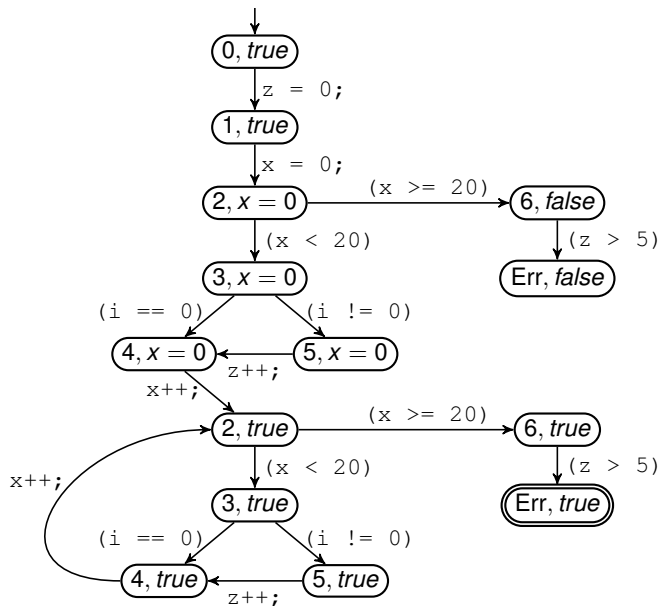 0, true
z = 0;
1, true
x = 0;
2, x = 0 (x >= 20) 6, false
(x < 20) (z > 5)
3, x = 0 Err, false
(i == 0) (i != 0)
4, x = 0 z++; 5, x = 0
x++;
2, true (x >= 20) 6, true
x++; (x < 20) (z > 5)
3, true Err, true
(i == 0) (i != 0)
4, true z++; 5, true